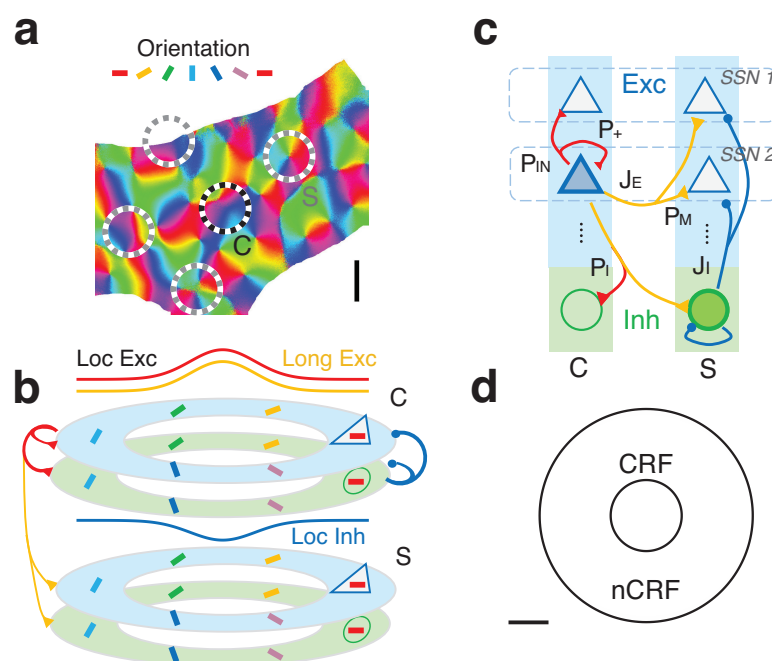 a
Orientation
S
C
b
Loc Exc
Long Exc
C
Loc Inh
S
c
SSN 1
Exc
P+
SSN 2
PIN
JE
PM
PI
JI
Inh
C
S
d
CRF
nCRF